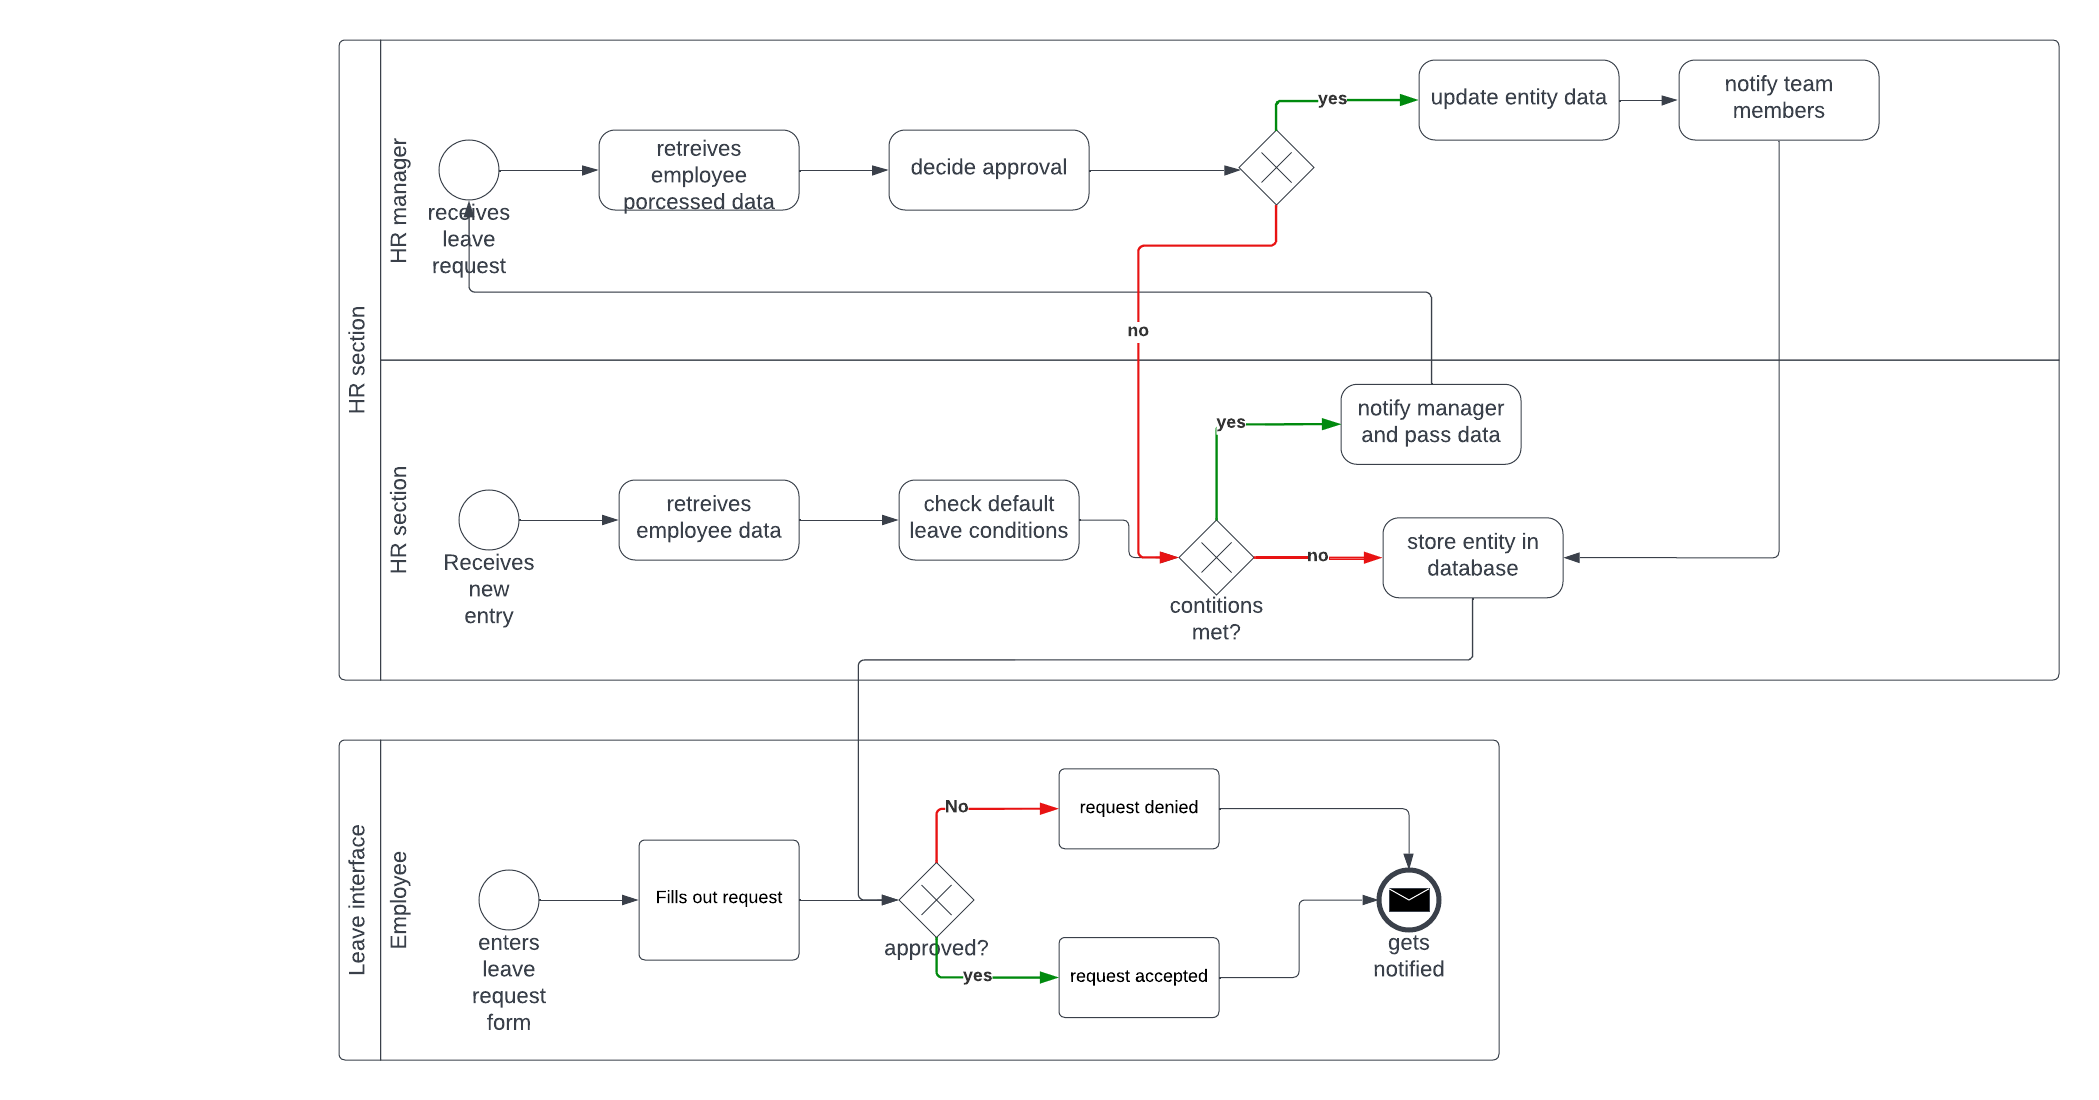 HR section
HR manager
receives
leave
request
retreives
employee
porcessed data
decide approval
yes
update entity data
notify team
members
no
HR section
Receives
new
entry
retreives
employee data
check default
leave conditions
contitions
met?
yes
notify manager
and pass data
no
store entity in
database
Leave interface
Employee
enters
leave
request
form
Fills out request
approved?
No
request denied
yes
request accepted
gets
notified